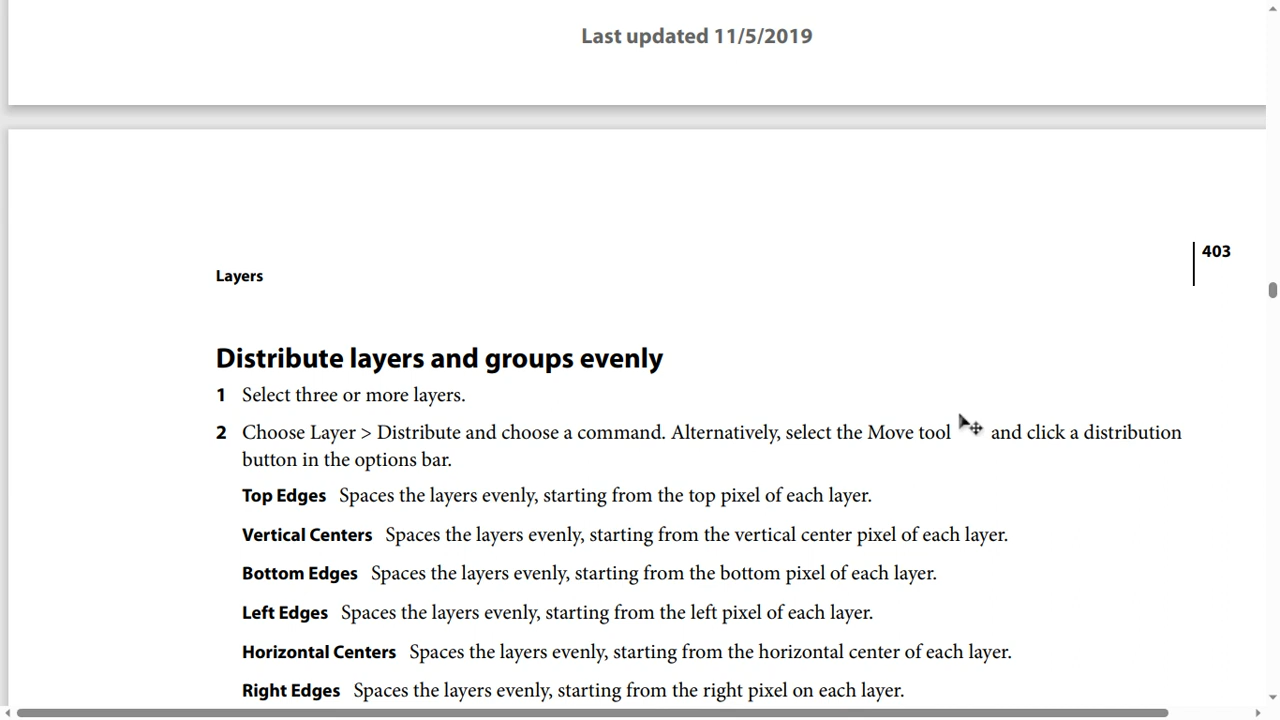 Last updated 11/5/2019
403
Layers
Distribute layers and groups evenly
1 Select three or more layers.
2 Choose Layer > Distribute and choose a command. Alternatively, select the Move tool and click a distribution
button in the options bar.
Top Edges Spaces the layers evenly, starting from the top pixel of each layer.
Vertical Centers Spaces the layers evenly, starting from the vertical center pixel of each layer.
Bottom Edges Spaces the layers evenly, starting from the bottom pixel of each layer.
Left Edges Spaces the layers evenly, starting from the left pixel of each layer.
Horizontal Centers Spaces the layers evenly, starting from the horizontal center of each layer.
Right Edges Spaces the layers evenly, starting from the right pixel on each layer.